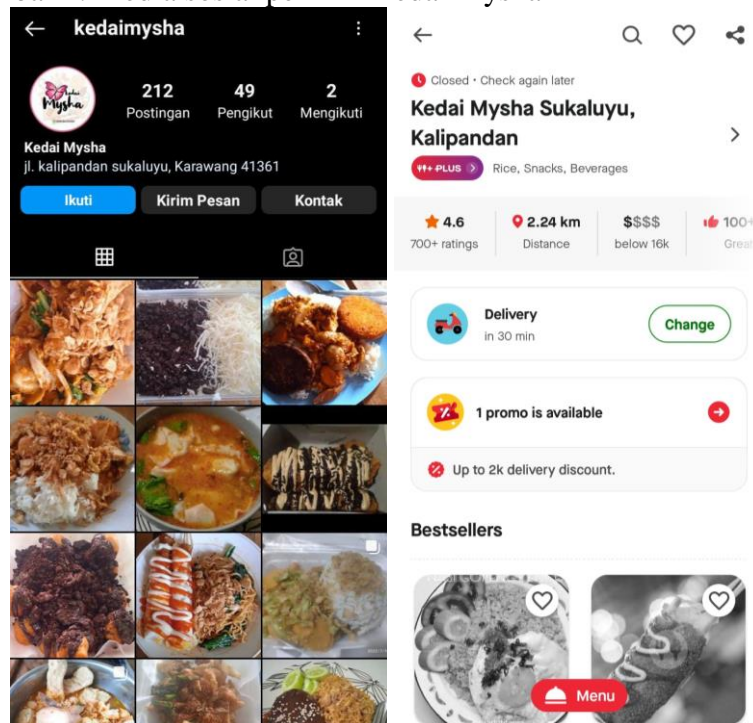 kedaimysha
Mysha
212
49
2
Postingan
Pengikut
Mengikuti
Kedai Mysha
jl. kalipandan sukaluyu, Karawang 41361
Ikuti
Kirim Pesan
Kontak
Closed • Check again later
Kedai Mysha Sukaluyu,
Kalipandan
PLUS
Rice, Snacks, Beverages
4.6
2.24 km
$$$$
100+
700+ ratings
Distance
below 16k
Great
Delivery
in 30 min
Change
1 promo is available
Up to 2k delivery discount.
Bestsellers
Menu